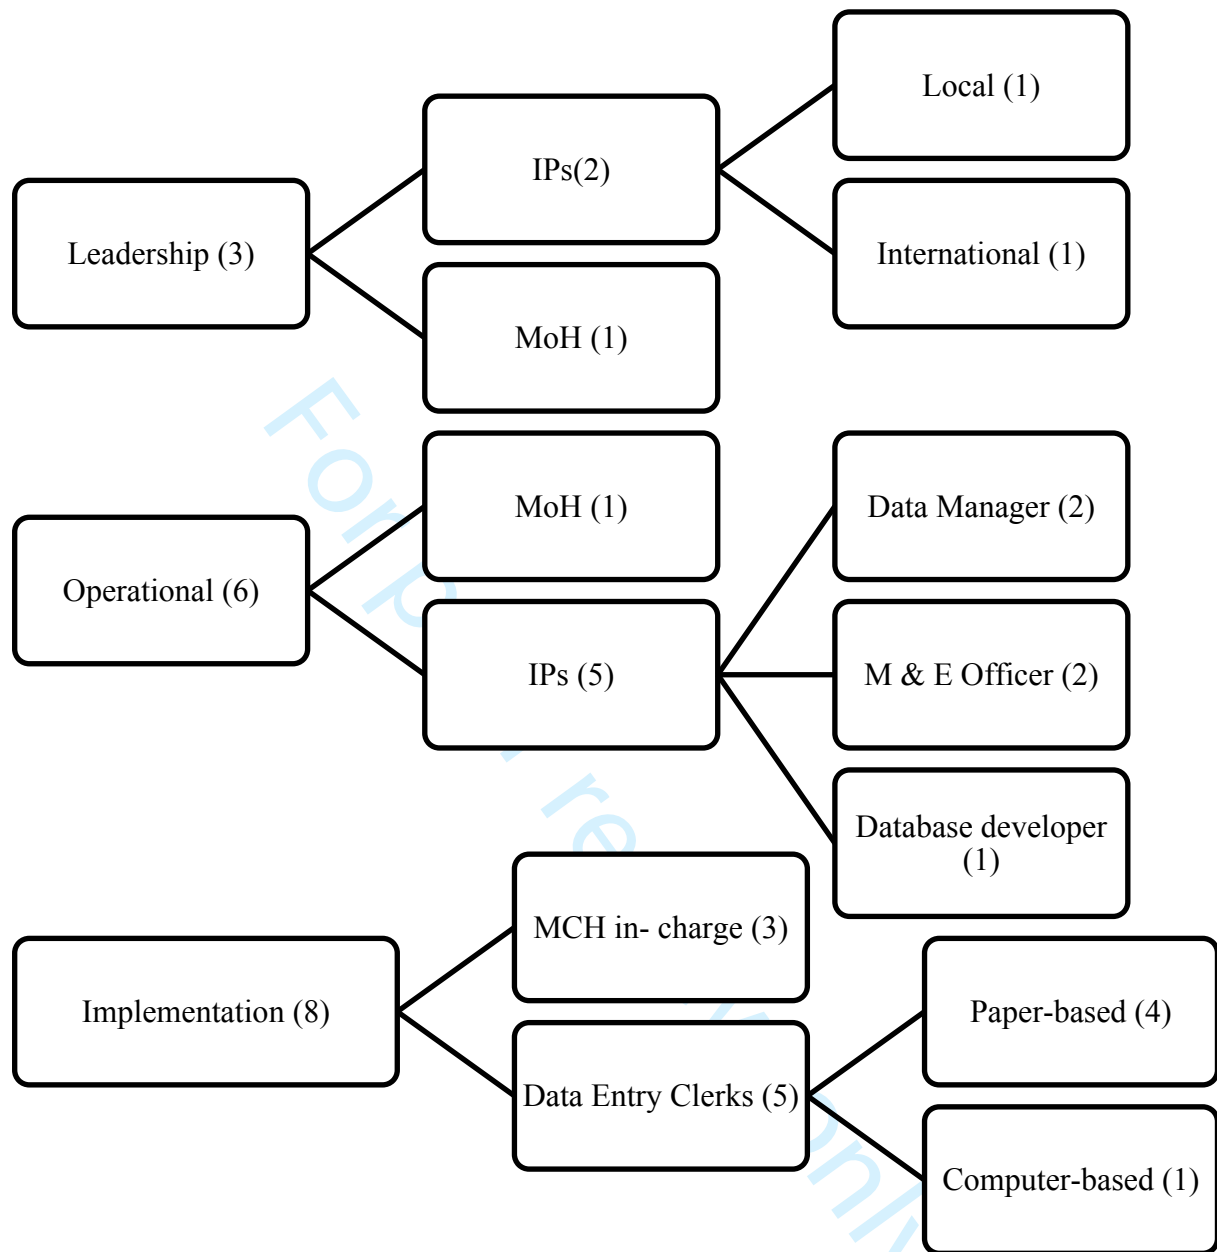 Local (1)
IPs(2)
International (1)
Leadership (3)
MoH (1)
MoH (1)
Data Manager (2)
Operational (6)
IPs (5)
M & E Officer (2)
Database developer
(1)
MCH in- charge (3)
Implementation (8)
Paper-based (4)
Data Entry Clerks (5)
Computer-based (1)
For
only